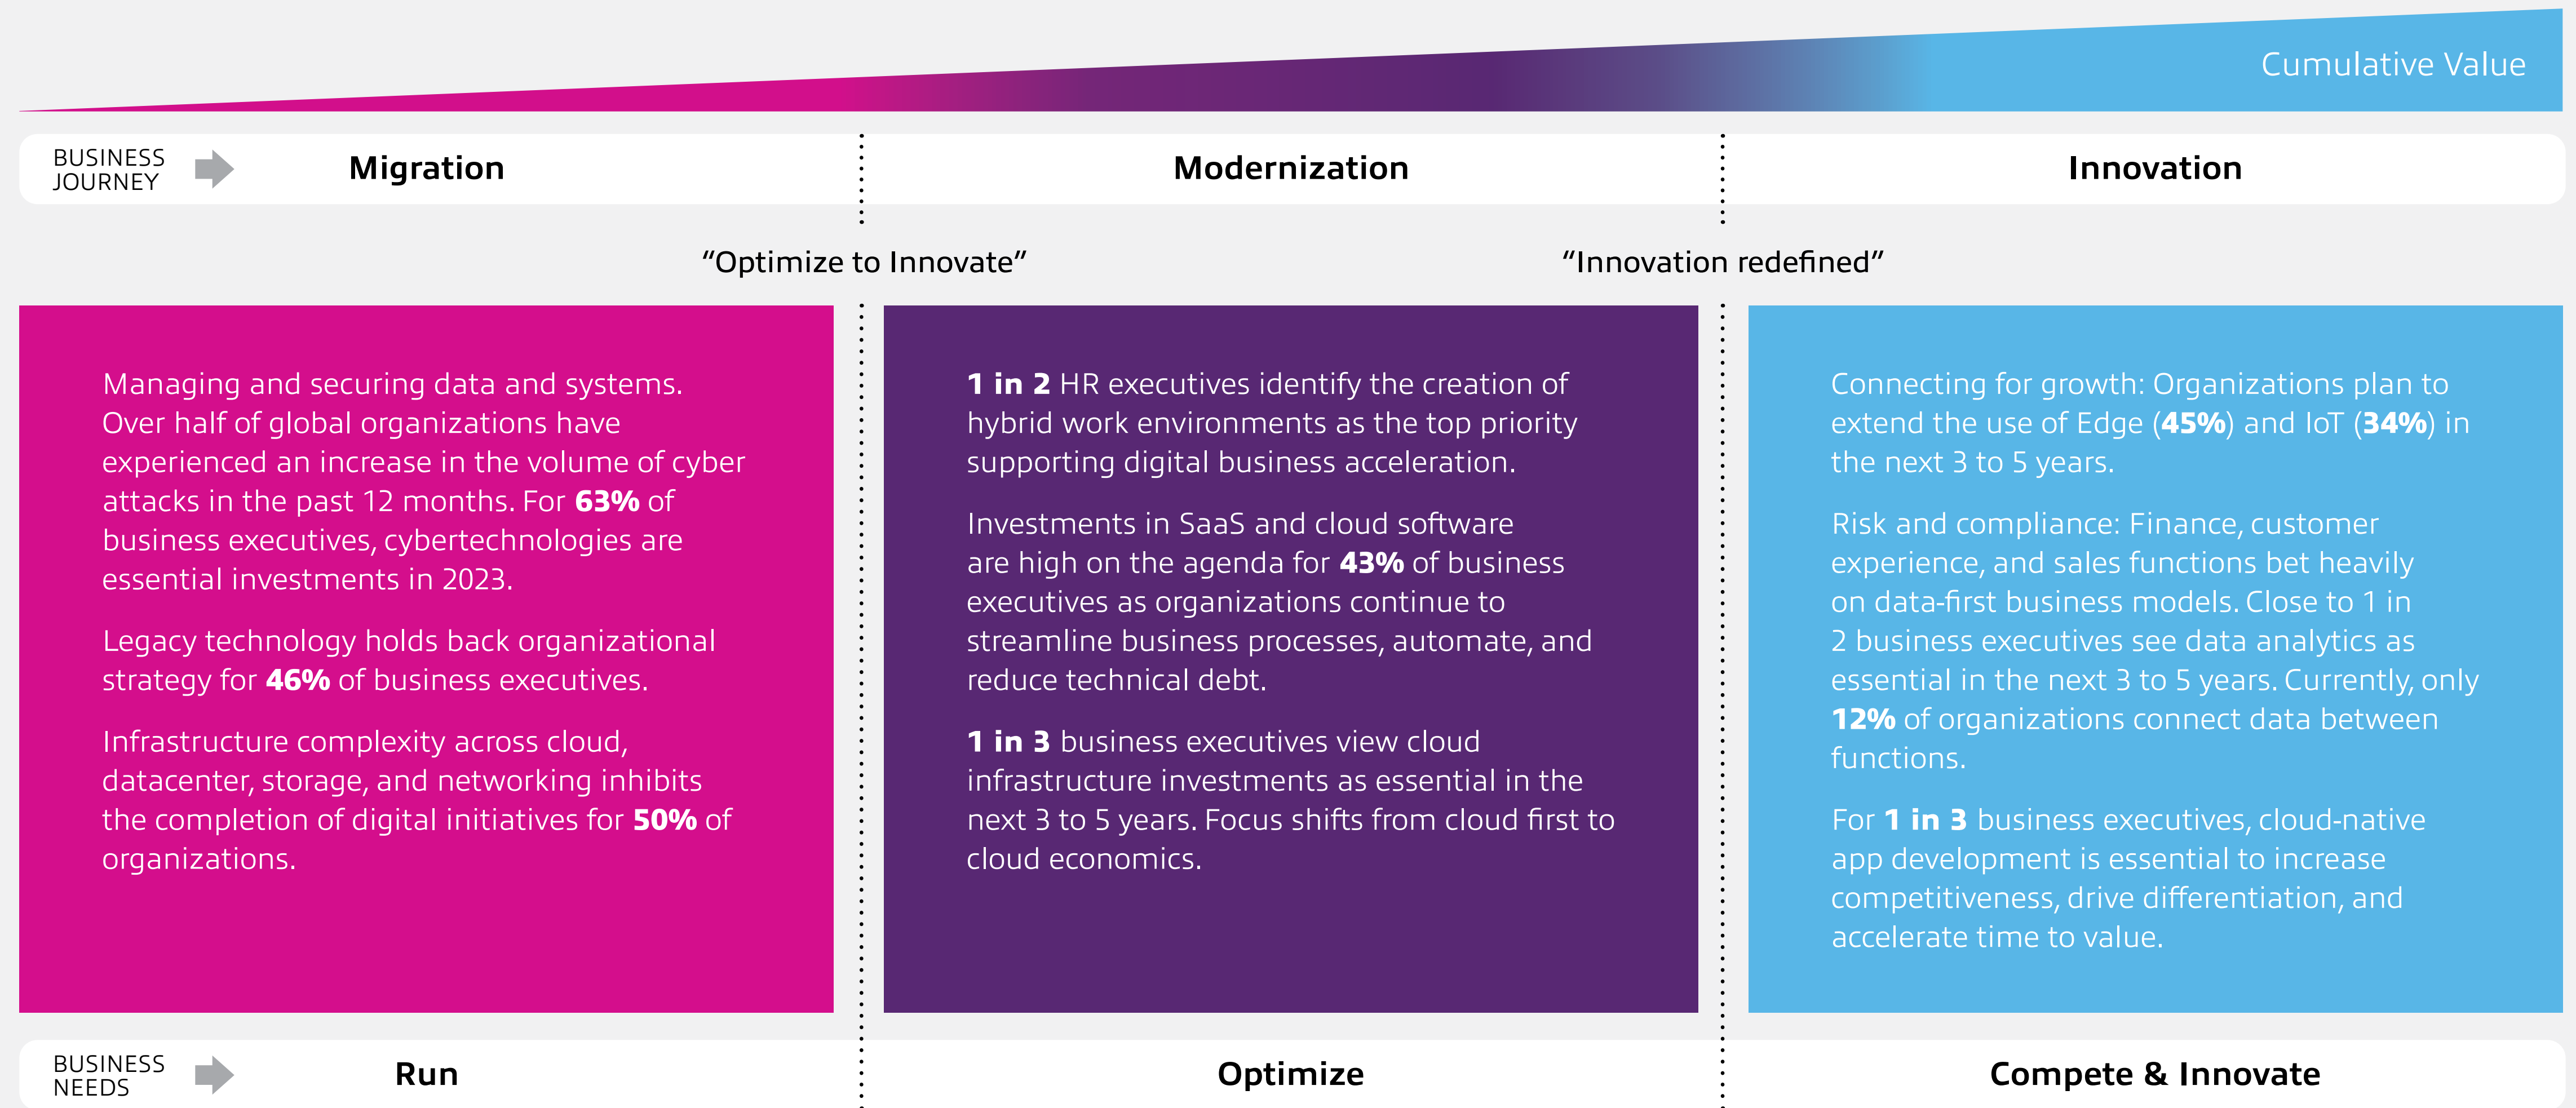 Cumulative Value
BUSINESS
JOURNEY
Migration
Modernization
Innovation
“Optimize to Innovate”
“Innovation redefined”
Managing and securing data and systems.
Over half of global organizations have
experienced an increase in the volume of cyber
attacks in the past 12 months. For 63% of
business executives, cybertechnologies are
essential investments in 2023.
Legacy technology holds back organizational
strategy for 46% of business executives.
Infrastructure complexity across cloud,
datacenter, storage, and networking inhibits
the completion of digital initiatives for 50% of
organizations.
1 in 2 HR executives identify the creation of
hybrid work environments as the top priority
supporting digital business acceleration.
Investments in SaaS and cloud software
are high on the agenda for 43% of business
executives as organizations continue to
streamline business processes, automate, and
reduce technical debt.
1 in 3 business executives view cloud
infrastructure investments as essential in the
next 3 to 5 years. Focus shifts from cloud first to
cloud economics.
Connecting for growth: Organizations plan to
extend the use of Edge (45%) and IoT (34%) in
the next 3 to 5 years.
Risk and compliance: Finance, customer
experience, and sales functions bet heavily
on data-first business models. Close to 1 in
2 business executives see data analytics as
essential in the next 3 to 5 years. Currently, only
12% of organizations connect data between
functions.
For 1 in 3 business executives, cloud-native
app development is essential to increase
competitiveness, drive differentiation, and
accelerate time to value.
BUSINESS
NEEDS
Run
Optimize
Compete & Innovate